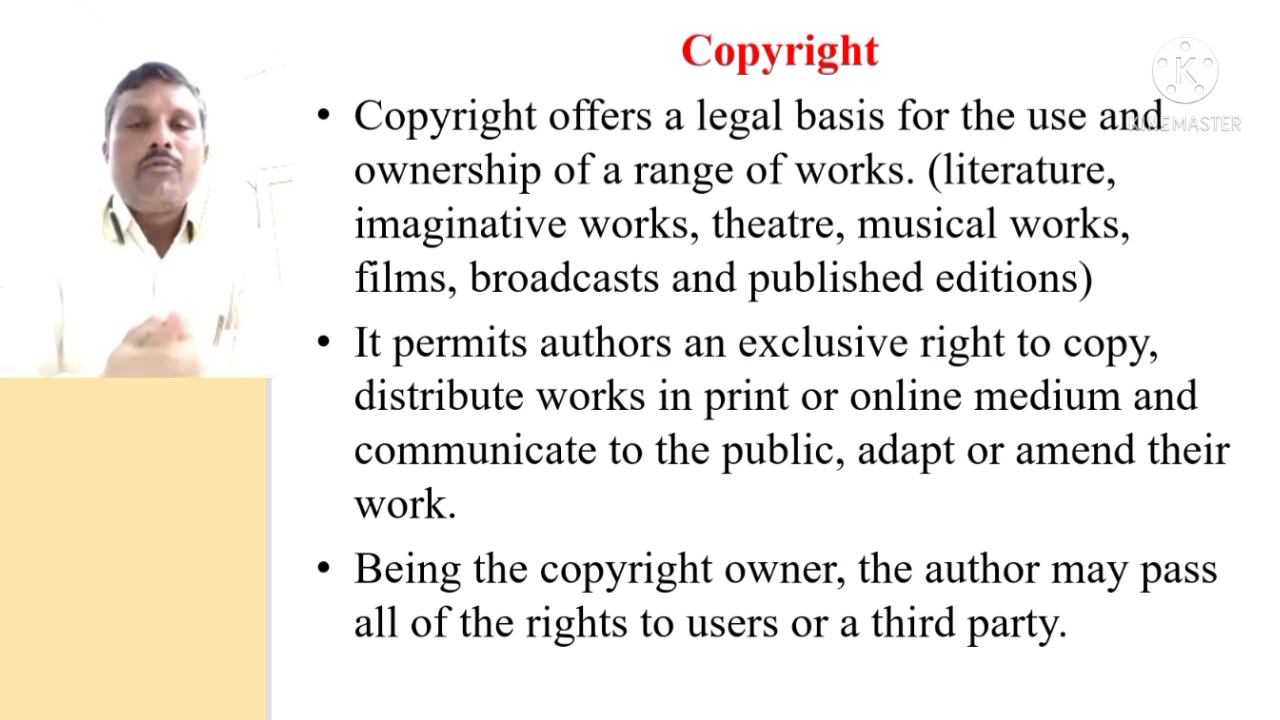 Copyright
• Copyright offers a legal basis for the use and
ownership of a range of works. (literature,
imaginative works, theatre, musical works,
films, broadcasts and published editions)
• It permits authors an exclusive right to copy,
distribute works in print or online medium and
communicate to the public, adapt or amend their
work.
• Being the copyright owner, the author may pass
all of the rights to users or a third party.
K
KINEMASTER